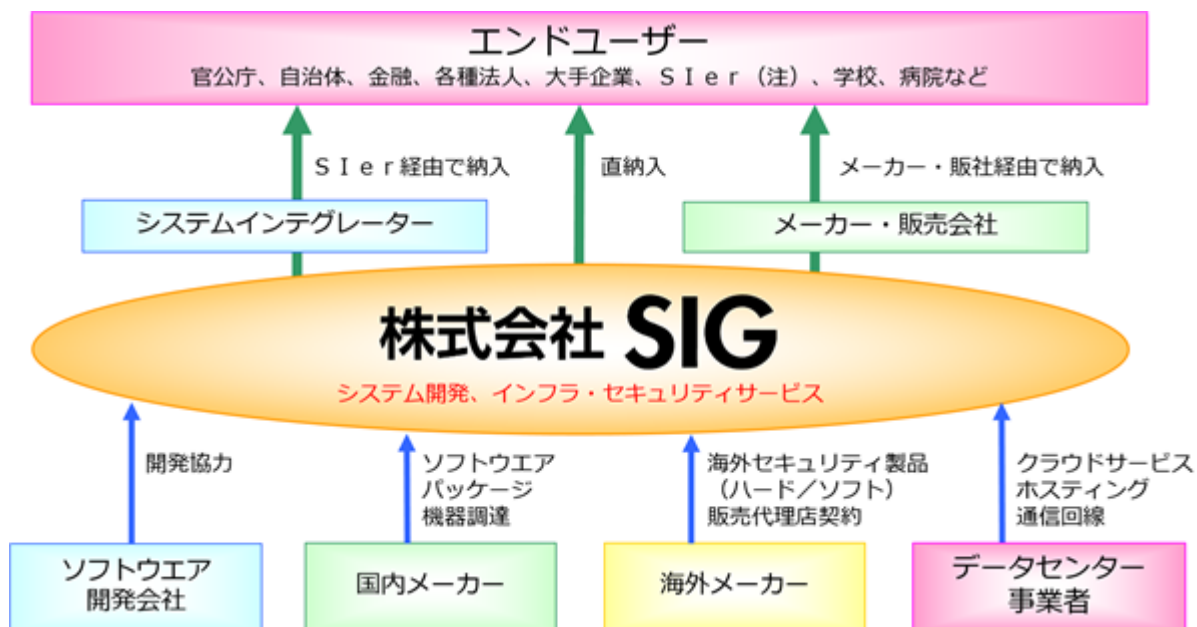 エンドユーザー
官公庁、自治体、金融、各種法人、大手企業、ＳＩｅｒ（注）、学校、病院など
ＳＩｅｒ経由で納入
直納入
メーカー・販社経由で納入
システムインテグレーター
メーカー・販売会社
株式会社 SIG
システム開発、インフラ・セキュリティサービス
開発協力
ソフトウエア
パッケージ
機器調達
海外セキュリティ製品
（ハード／ソフト）
販売代理店契約
クラウドサービス
ホスティング
通信回線
ソフトウエア
開発会社
国内メーカー
海外メーカー
データセンター
事業者